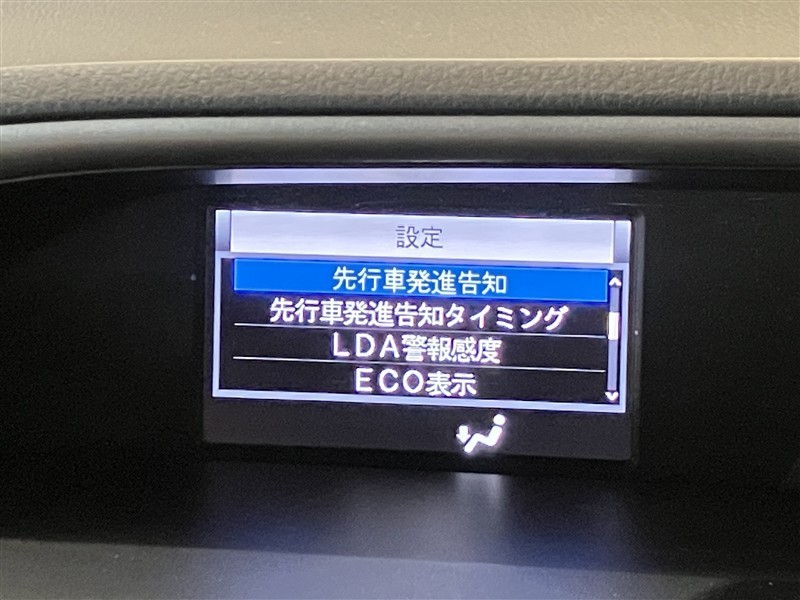 設定
先行車発進告知
先行車発進告知タイミング
LDA警報感度
ECO表示